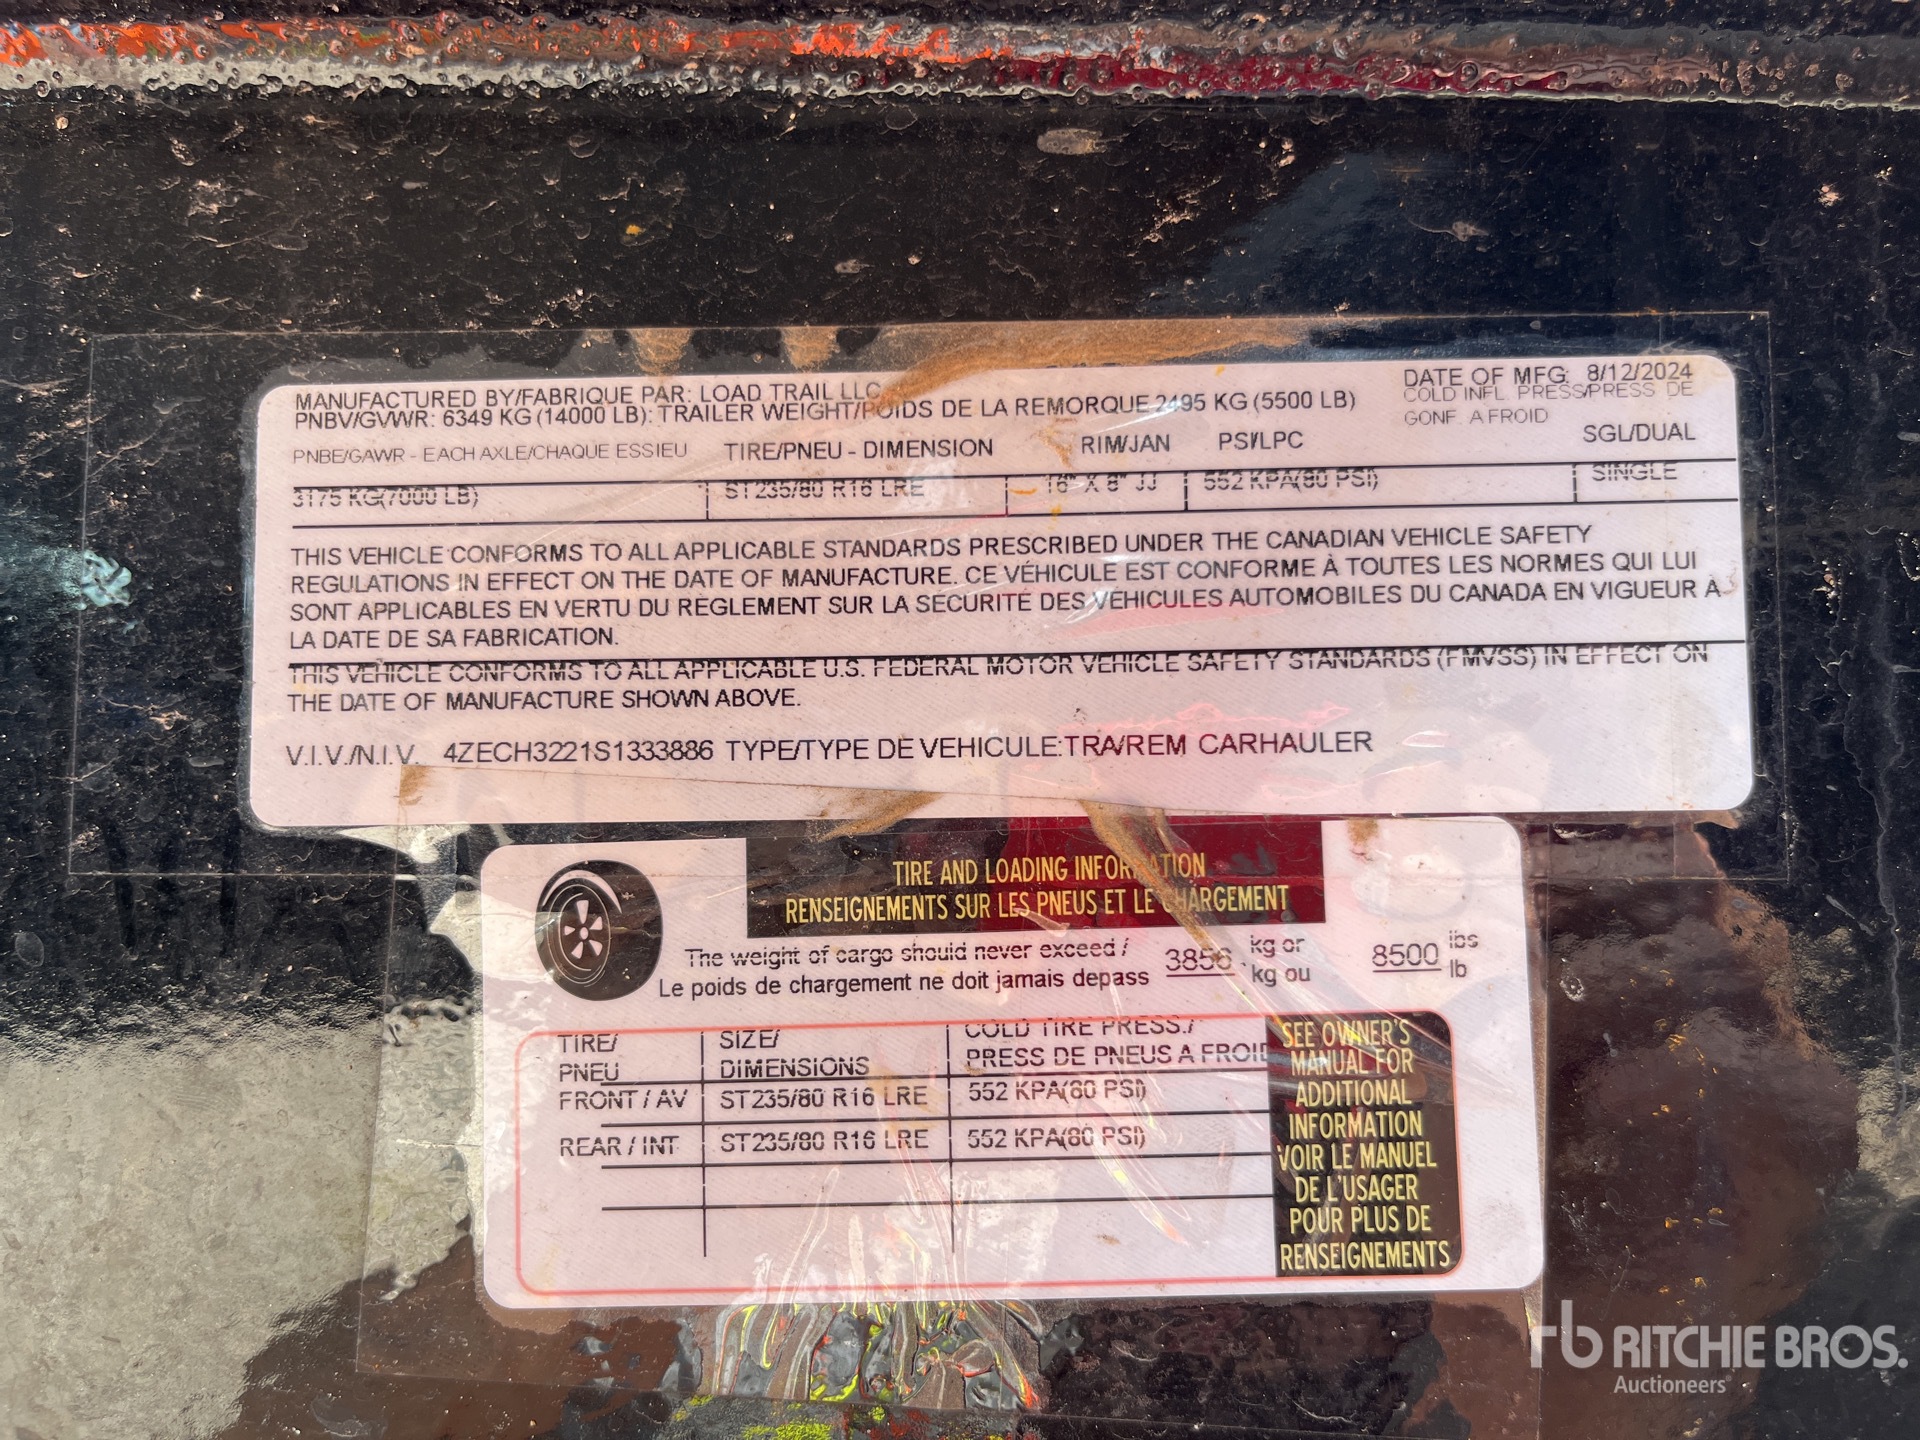 MANUFACTURED BY/FABRIQUE PAR: LOAD TRAIL LLC
DATE OF MFG: 8/12/2024
PNBV/GVWR: 6349 KG (14000 LB): TRAILER WEIGHT/POIDS DE LA REMORQUE 2495 KG (5500 LB)
COLD INFL. PRESS/PRESS. DE
GONF. A FROID
PNBE/GAWR - EACH AXLE/CHAQUE ESSIEU TIRE/PNEU - DIMENSION RIM/JAN PSI/LPC SGL/DUAL
3175 KG(7000 LB) ST235/80 R16 LRE 16" X 8" JJ 552 KPA(80 PSI) SINGLE
THIS VEHICLE CONFORMS TO ALL APPLICABLE STANDARDS PRESCRIBED UNDER THE CANADIAN VEHICLE SAFETY
REGULATIONS IN EFFECT ON THE DATE OF MANUFACTURE. CE VÉHICULE EST CONFORME À TOUTES LES NORMES QUI LUI
SONT APPLICABLES EN VERTU DU REGLEMENT SUR LA SECURITE DES VÉHICULES AUTOMOBILES DU CANADA EN VIGUEUR À
LA DATE DE SA FABRICATION.
THIS VEHICLE CONFORMS TO ALL APPLICABLE U.S. FEDERAL MOTOR VEHICLE SAFETY STANDARDS (FMVSS) IN EFFECT ON
THE DATE OF MANUFACTURE SHOWN ABOVE.
V.I.V./N.I.V. 4ZECH3221S1333886 TYPE/TYPE DE VEHICULE:TRA/REM CARHAULER
TIRE AND LOADING INFORMATION
RENSEIGNEMENTS SUR LES PNEUS ET LE CHARGEMENT
The weight of cargo should never exceed /
Le poids de chargement ne doit jamais depass
3856 kg or
kg ou
8500 lbs
lb
TIRE/
PNEU
SIZE/
DIMENSIONS
COLD TIRE PRESS./
PRESS DE PNEUS A FROID
FRONT / AV ST235/80 R16 LRE 552 KPA(80 PSI)
REAR / INT ST235/80 R16 LRE 552 KPA(80 PSI)
SEE OWNER'S
MANUAL FOR
ADDITIONAL
INFORMATION
VOIR LE MANUEL
DE L'USAGER
POUR PLUS DE
RENSEIGNEMENTS
rb RITCHIE BROS.
Auctioneers